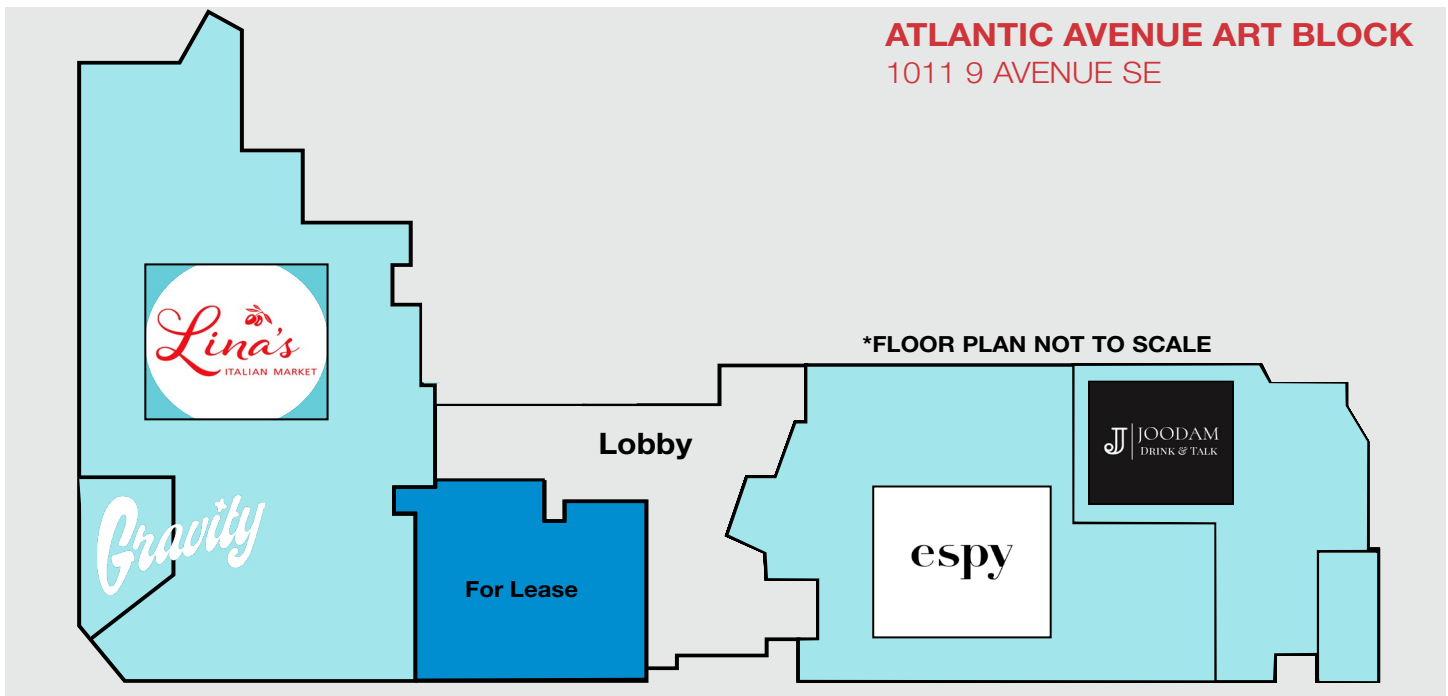 ATLANTIC AVENUE ART BLOCK
1011 9 AVENUE SE
Lina's
ITALIAN MARKET
*FLOOR PLAN NOT TO SCALE
Lobby
JJ JOODAM
DRINK & TALK
Gravity
espy
For Lease